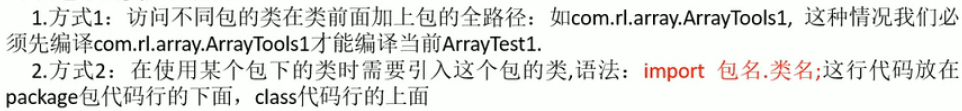 1.方式1：访问不同包的类在类前面加上包的全路径：如com.rl.array.ArrayTools1, 这种情况我们必
须先编译com.rl.array.ArrayTools1才能编译当前ArrayTest1.
2.方式2：在使用某个包下的类时需要引入这个包的类,语法：import 包名.类名;这行代码放在
package包代码行的下面，class代码行的上面